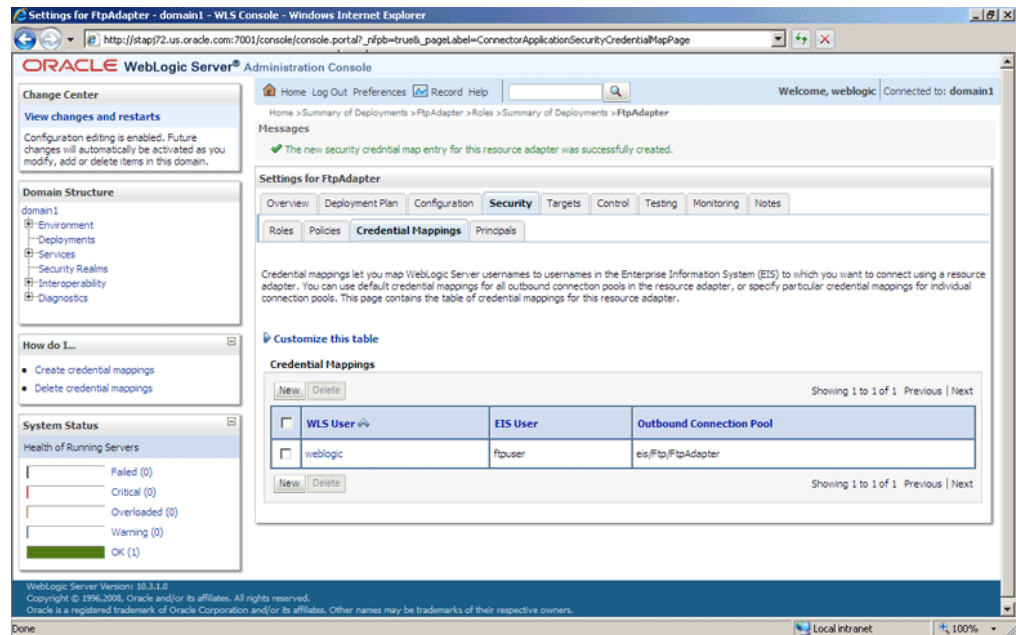 Settings for FtpAdapter - domain1 - WLS Console - Windows Internet Explorer
http://stapj72.us.oracle.com:7001/console/console.portal?_nfpb=true&_pageLabel=ConnectorApplicationSecurityCredentialMapPage
ORACLE WebLogic Server® Administration Console
Change Center
View changes and restarts
Configuration editing is enabled. Future
changes will automatically be activated as you
modify, add or delete items in this domain.
Domain Structure
domain1
Environment
Deployments
Services
Security Realms
Interoperability
Diagnostics
How do I...
Create credential mappings
Delete credential mappings
System Status
Health of Running Servers
Failed (0)
Critical (0)
Overloaded (0)
Warning (0)
OK (1)
Home Log Out Preferences Record Help
Welcome, weblogic Connected to: domain1
Home >Summary of Deployments >FtpAdapter >Roles >Summary of Deployments >FtpAdapter
Messages
The new security credntial map entry for this resource adapter was successfully created.
Settings for FtpAdapter
Overview Deployment Plan Configuration Security Targets Control Testing Monitoring Notes
Roles Policies Credential Mappings Principals
Credential mappings let you map WebLogic Server usernames to usernames in the Enterprise Information System (EIS) to which you want to connect using a resource
adapter. You can use default credential mappings for all outbound connection pools in the resource adapter, or specify particular credential mappings for individual
connection pools. This page contains the table of credential mappings for this resource adapter.
Customize this table
Credential Mappings
New Delete Showing 1 to 1 of 1 Previous | Next
WLS User EIS User Outbound Connection Pool
weblogic ftpuser eis/Ftp/FtpAdapter
New Delete Showing 1 to 1 of 1 Previous | Next
WebLogic Server Version: 10.3.1.0
Copyright © 1996,2008, Oracle and/or its affiliates. All rights reserved.
Oracle is a registered trademark of Oracle Corporation and/or its affiliates. Other names may be trademarks of their respective owners.
Done Local intranet 100%